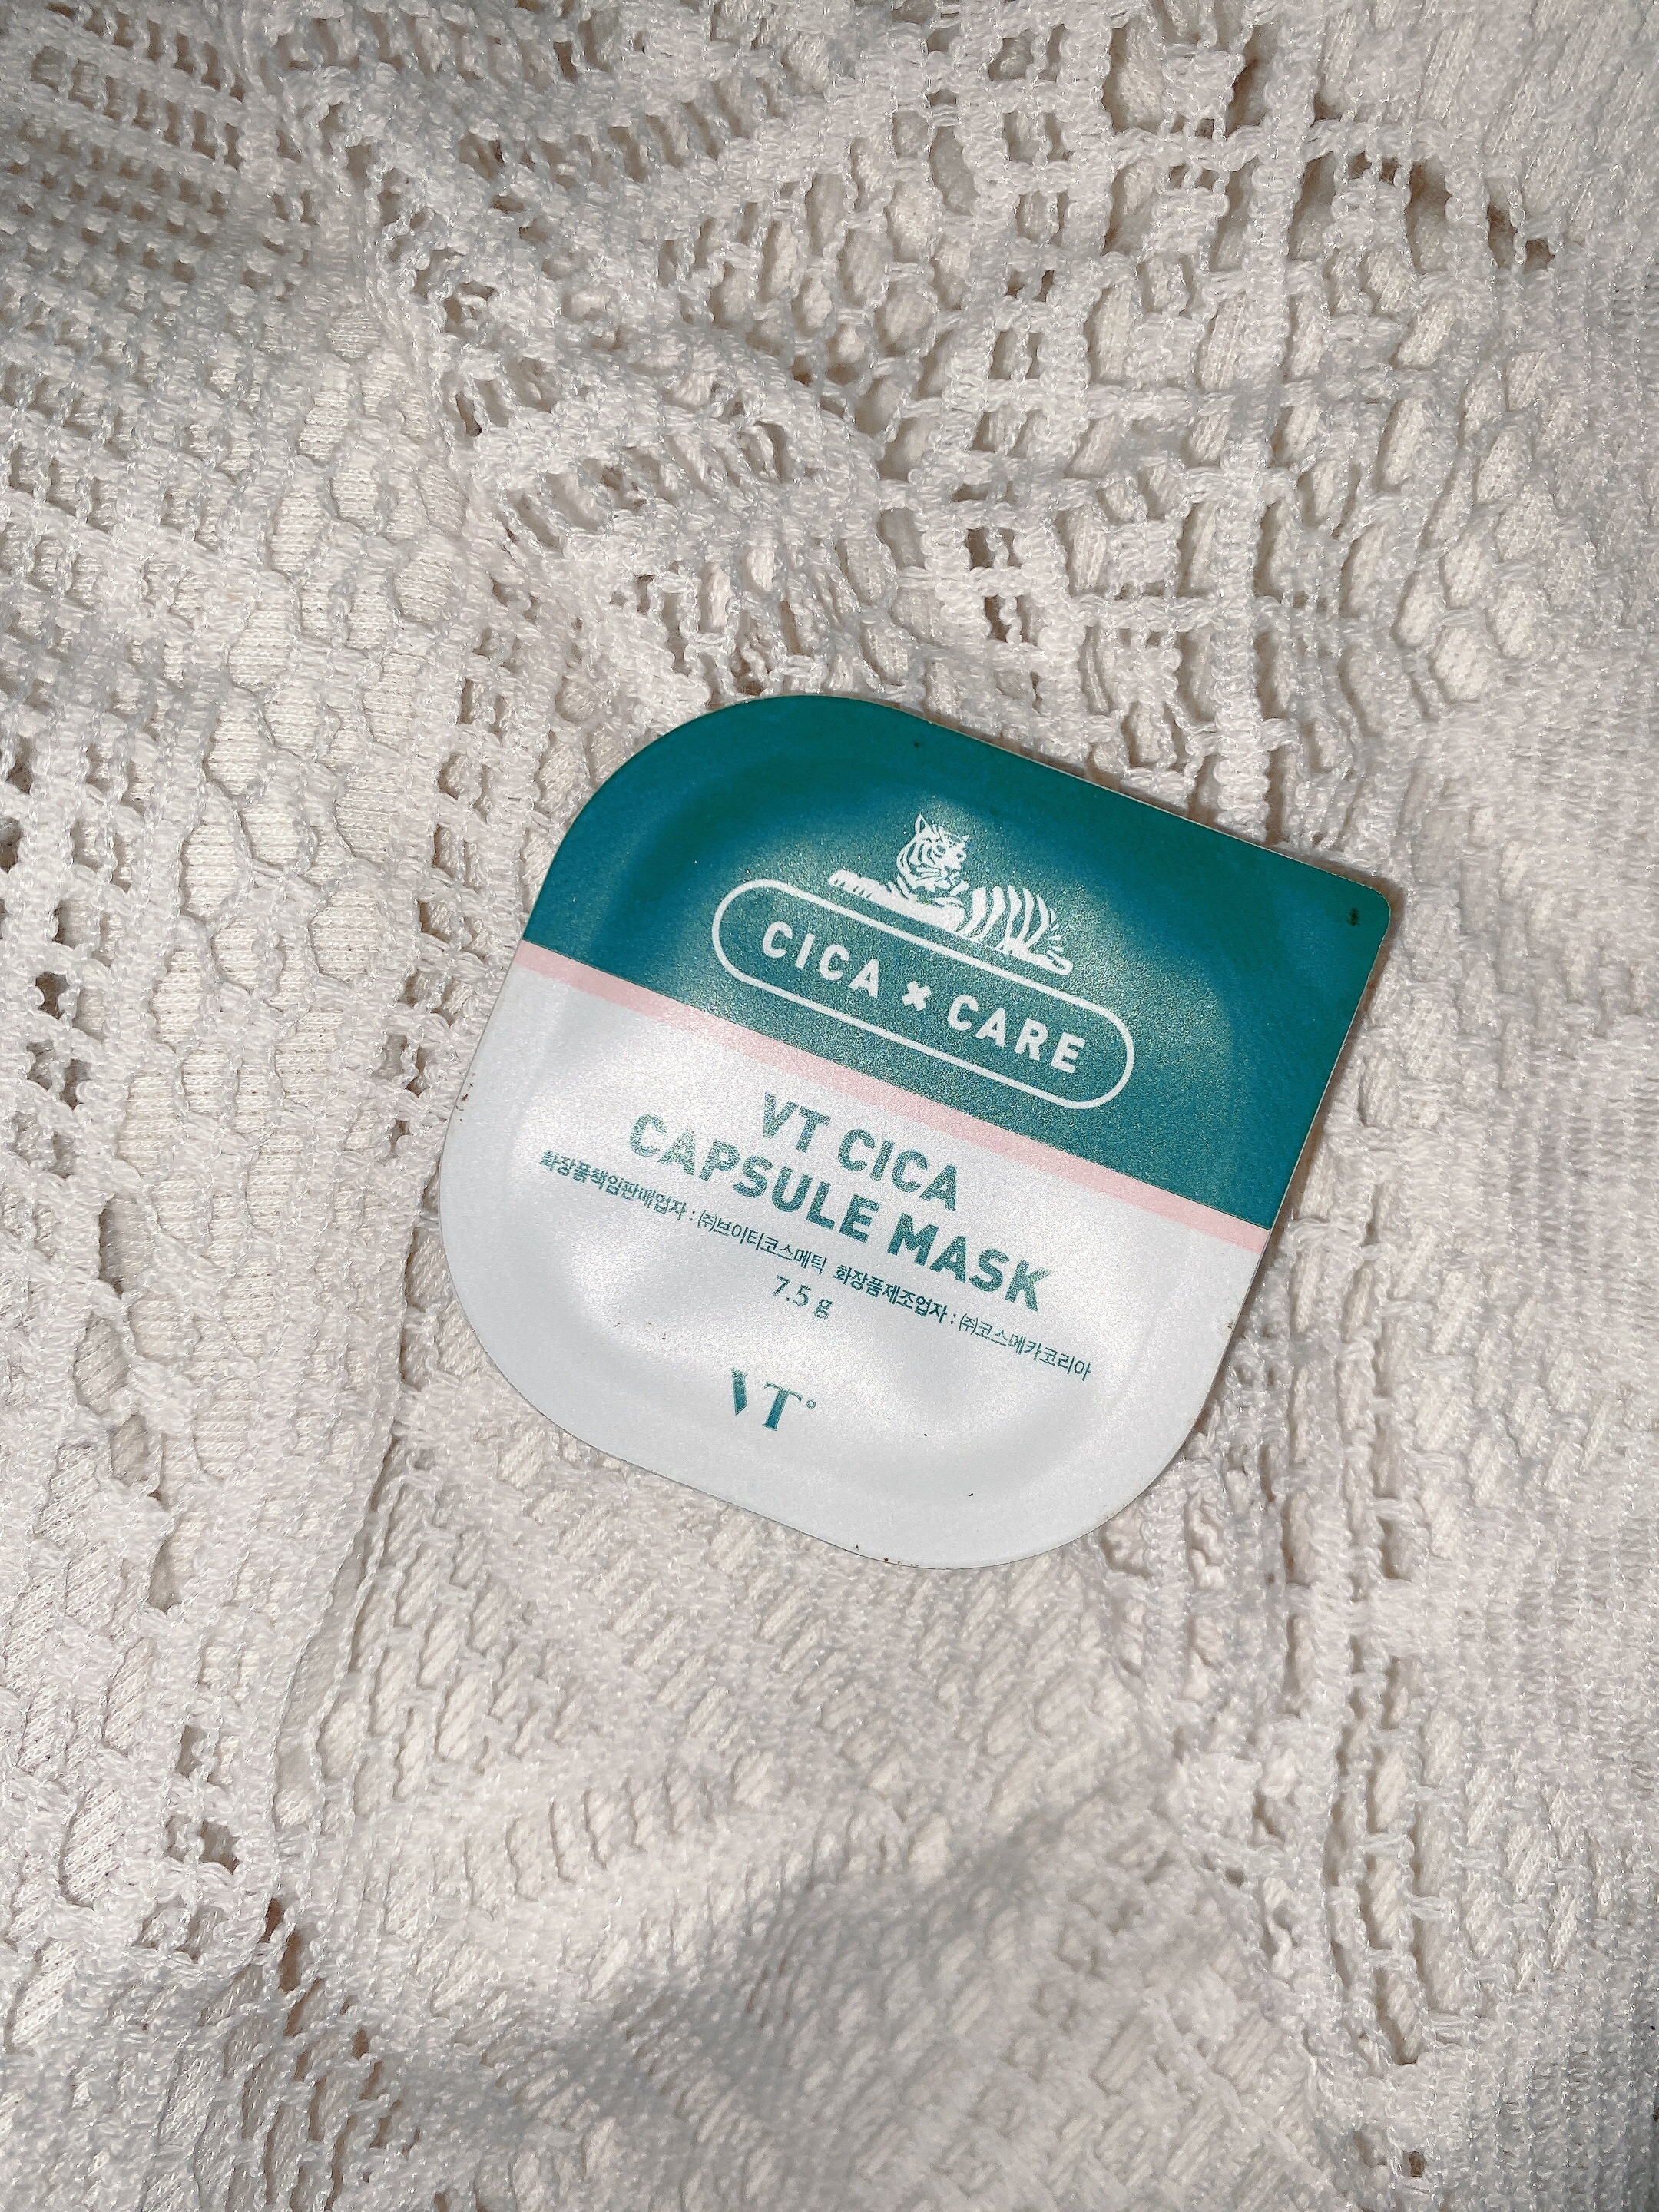 CICA × CARE
VT CICA
CAPSULE MASK
화장품책임판매업자 : ㈜브이티코스메틱 화장품제조업자 : ㈜코스메카코리아
7.5 g
VT